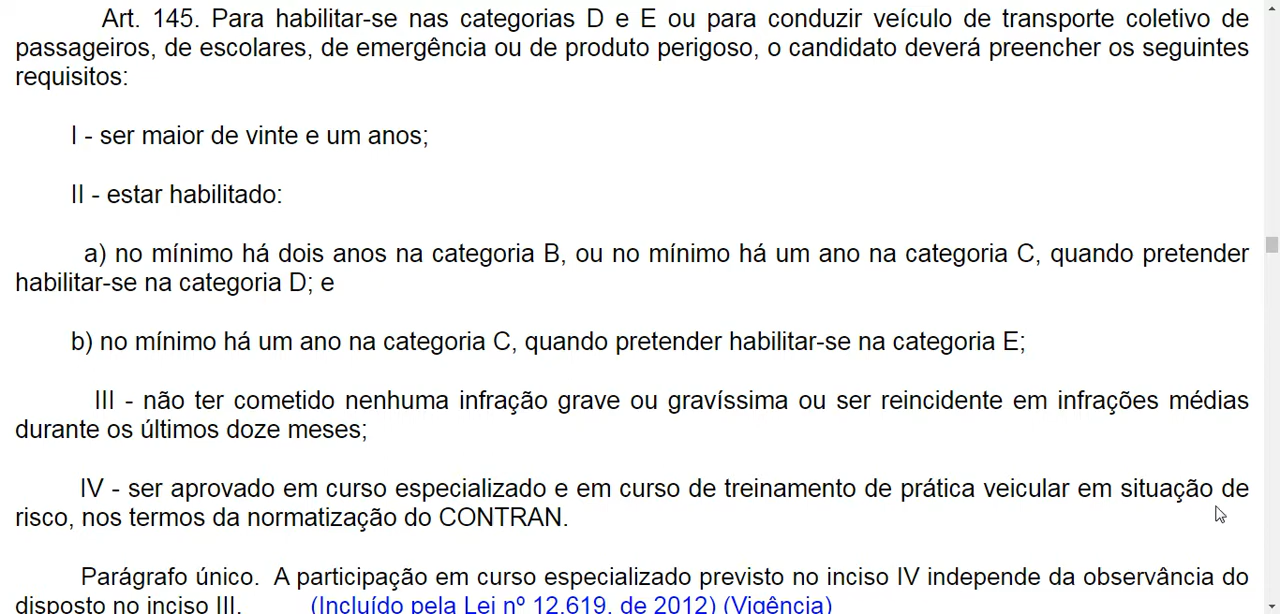 Art. 145. Para habilitar-se nas categorias D e E ou para conduzir veículo de transporte coletivo de
passageiros, de escolares, de emergência ou de produto perigoso, o candidato deverá preencher os seguintes
requisitos:
I - ser maior de vinte e um anos;
II - estar habilitado:
a) no mínimo há dois anos na categoria B, ou no mínimo há um ano na categoria C, quando pretender
habilitar-se na categoria D; e
b) no mínimo há um ano na categoria C, quando pretender habilitar-se na categoria E;
III - não ter cometido nenhuma infração grave ou gravíssima ou ser reincidente em infrações médias
durante os últimos doze meses;
IV - ser aprovado em curso especializado e em curso de treinamento de prática veicular em situação de
risco, nos termos da normatização do CONTRAN.
Parágrafo único. A participação em curso especializado previsto no inciso IV independe da observância do
disposto no inciso III. (Incluído pela Lei nº 12.619, de 2012) (Vigência)